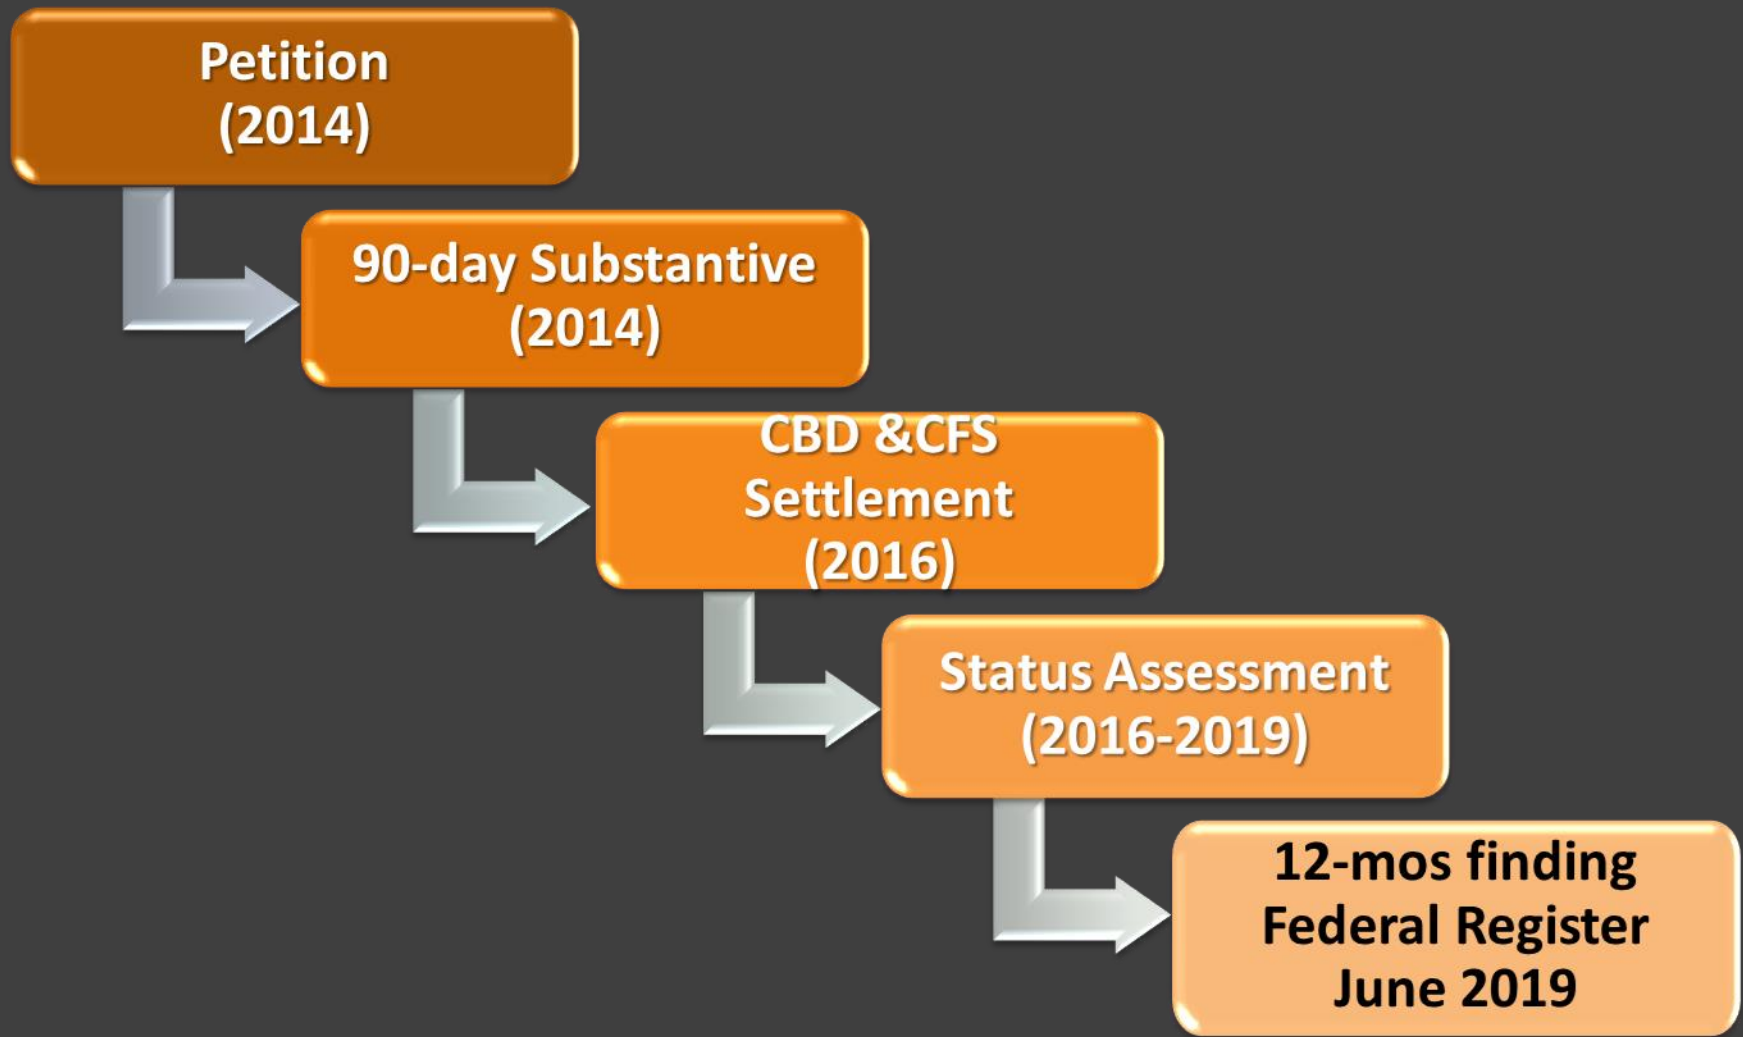 Petition
(2014)
90-day Substantive
(2014)
CBD &CFS
Settlement
(2016)
Status Assessment
(2016-2019)
12-mos finding
Federal Register
June 2019